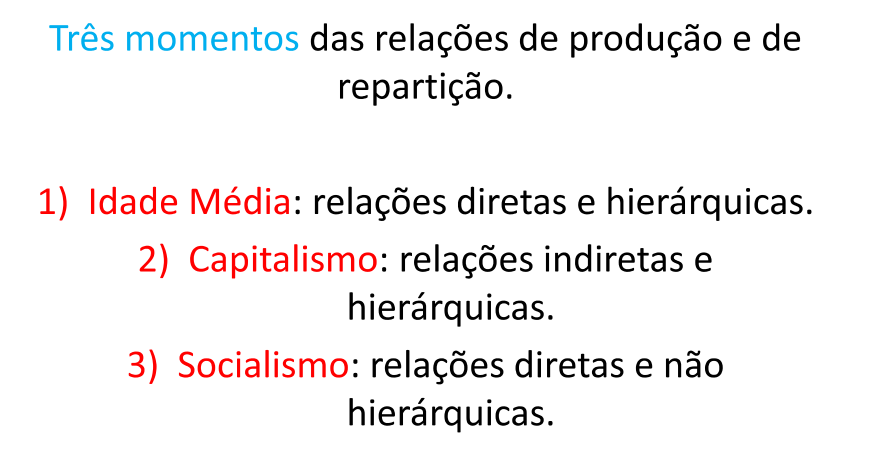 Três momentos das relações de produção e de
repartição.
1) Idade Média: relações diretas e hierárquicas.
2) Capitalismo: relações indiretas e
hierárquicas.
3) Socialismo: relações diretas e não
hierárquicas.